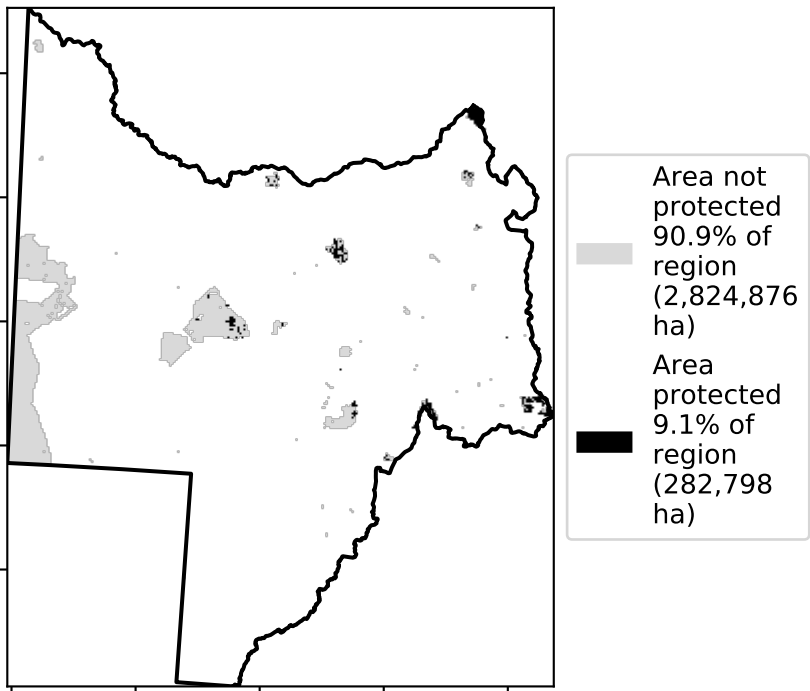 Area not
protected
90.9% of
region
(2,824,876
ha)
Area
protected
9.1% of
region
(282,798
ha)